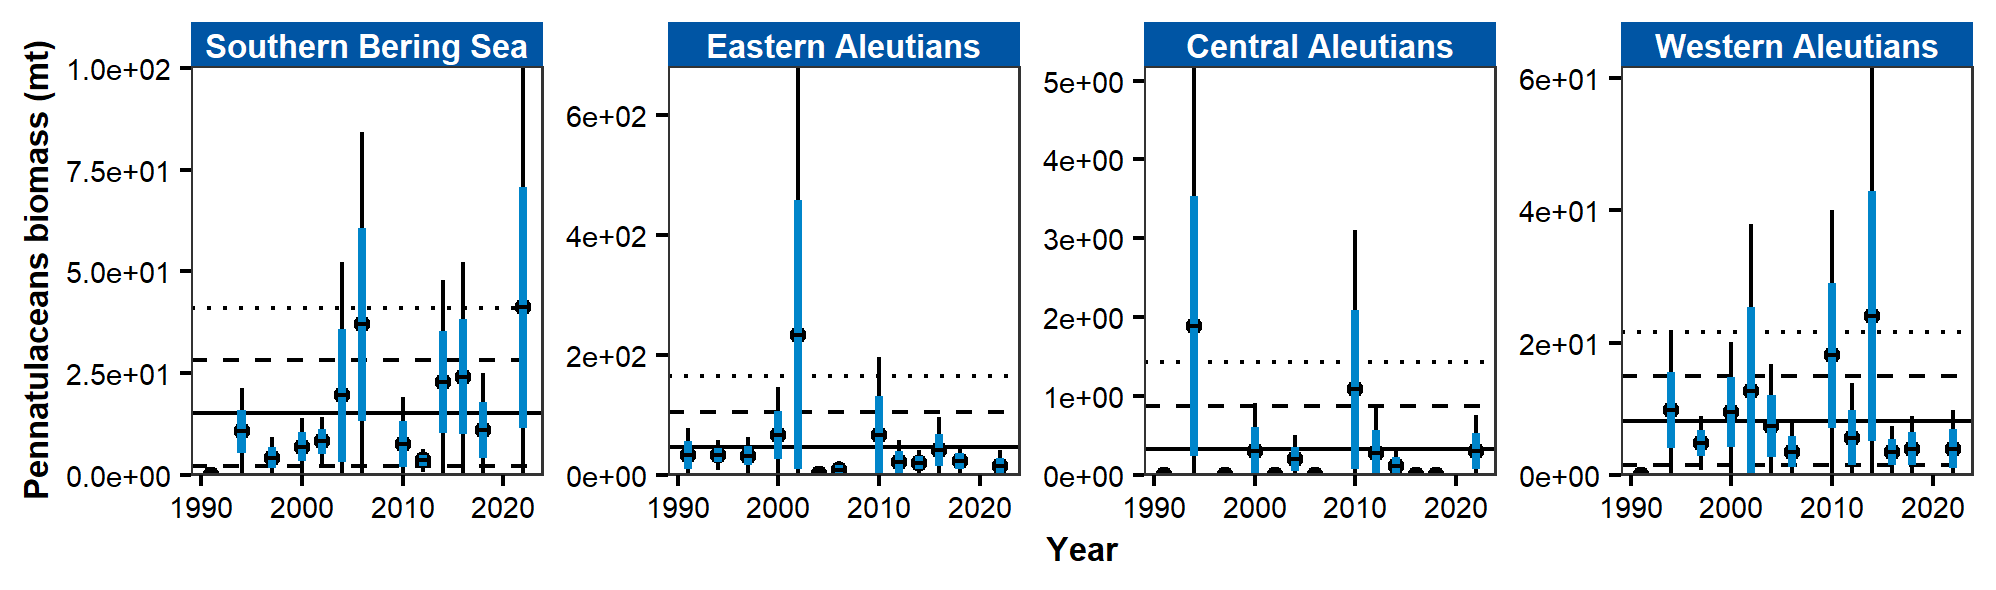 Southern Bering Sea
Eastern Aleutians
Central Aleutians
Western Aleutians
Pennatulaceans biomass (mt)
1.0e+02
7.5e+01
5.0e+01
2.5e+01
0.0e+00
6e+02
4e+02
2e+02
0e+00
5e+00
4e+00
3e+00
2e+00
1e+00
0e+00
6e+01
4e+01
2e+01
0e+00
1990 2000 2010 2020
1990 2000 2010 2020
1990 2000 2010 2020
1990 2000 2010 2020
Year